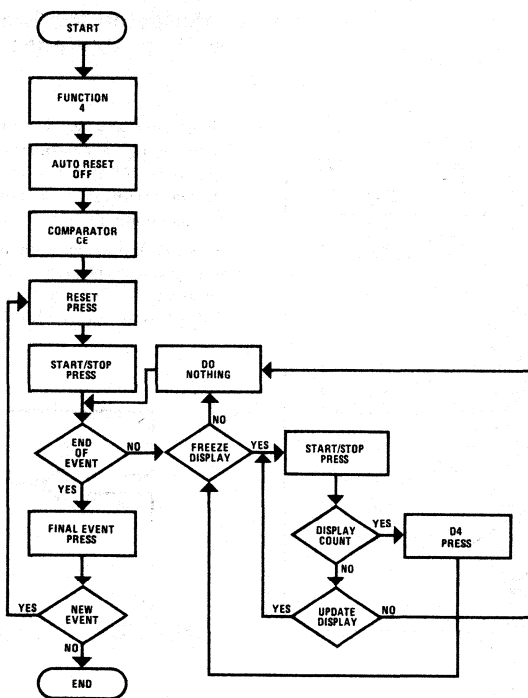 START
FUNCTION
4
AUTO RESET
OFF
COMPARATOR
CE
RESET
PRESS
START/STOP
PRESS
DO
NOTHING
NO
END
OF
EVENT
NO
FREEZE
DISPLAY
YES
START/STOP
PRESS
YES
FINAL EVENT
PRESS
DISPLAY
COUNT
YES
D4
PRESS
NO
YES
NEW
EVENT
YES
UPDATE
DISPLAY
NO
NO
END